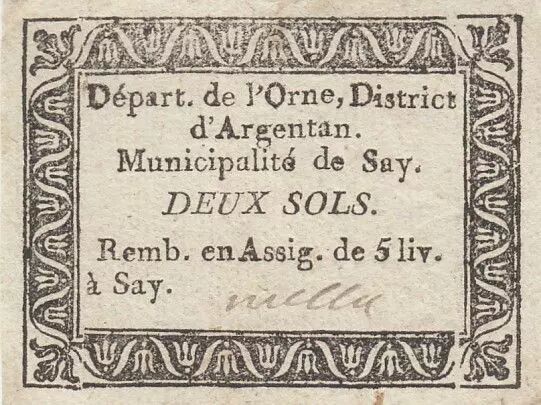 Départ. de l'Orne, District
d'Argentan.
Municipalité de Say.
DEUX SOLS.
Remb. en Assig. de 5 liv.
à Say.